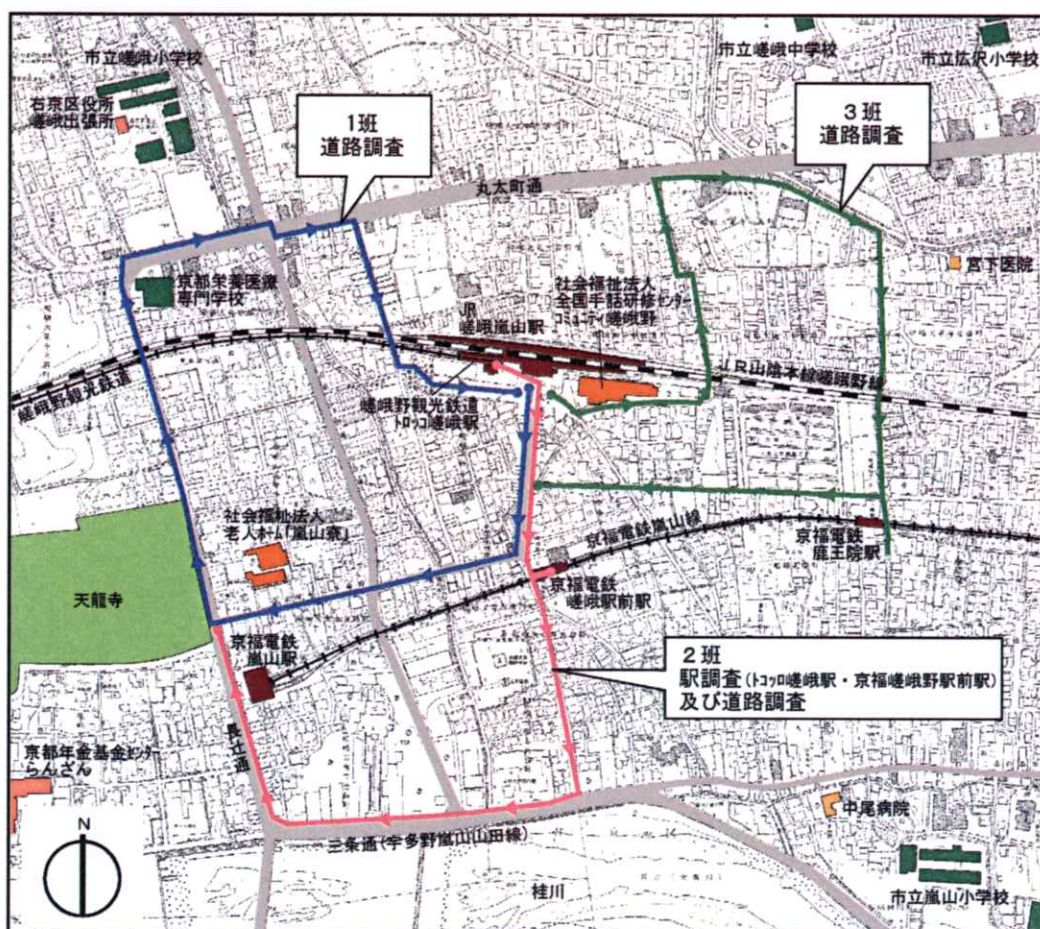 市立嵯峨小学校
右京区役所
嵯峨出張所
1班
道路調査
市立嵯峨中学校
市立広沢小学校
3班
道路調査
丸太町通
宮下医院
京都栄養医療
専門学校
社会福祉法人
全国手話研修センター
コミュニティ嵯峨野
JR
嵯峨嵐山駅
JR山陰本線嵯峨野線
嵯峨野観光鉄道
嵯峨野観光鉄道
トロッコ嵯峨駅
社会福祉法人
老人ホーム「嵐山寮」
京福電鉄嵐山線
京福電鉄
鹿王院駅
天龍寺
京福電鉄
嵯峨駅前駅
京福電鉄
嵐山駅
2班
駅調査(トロッコ嵯峨駅・京福嵯峨野駅前駅)
及び道路調査
長辻通
京都年金基金センター
らんざん
中尾病院
三条通(宇多野嵐山山田線)
N
桂川
市立嵐山小学校